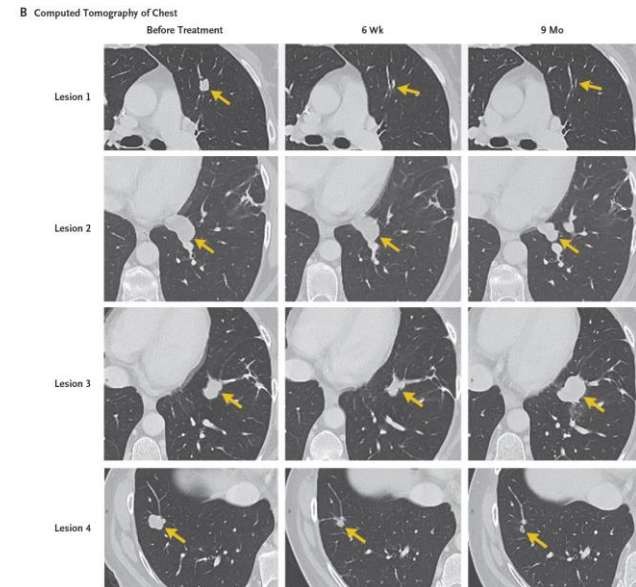 B Computed Tomography of Chest
Before Treatment 6 Wk 9 Mo
Lesion 1
Lesion 2
Lesion 3
Lesion 4